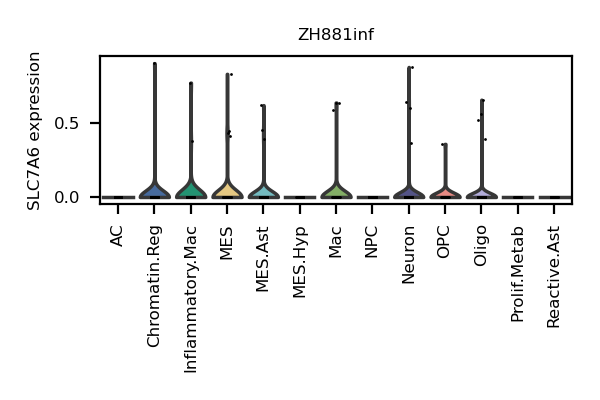 ZH881inf
SLC7A6 expression
0.5
0.0
AC
Chromatin.Reg
Inflammatory.Mac
MES
MES.Ast
MES.Hyp
Mac
NPC
Neuron
OPC
Oligo
Prolif.Metab
Reactive.Ast